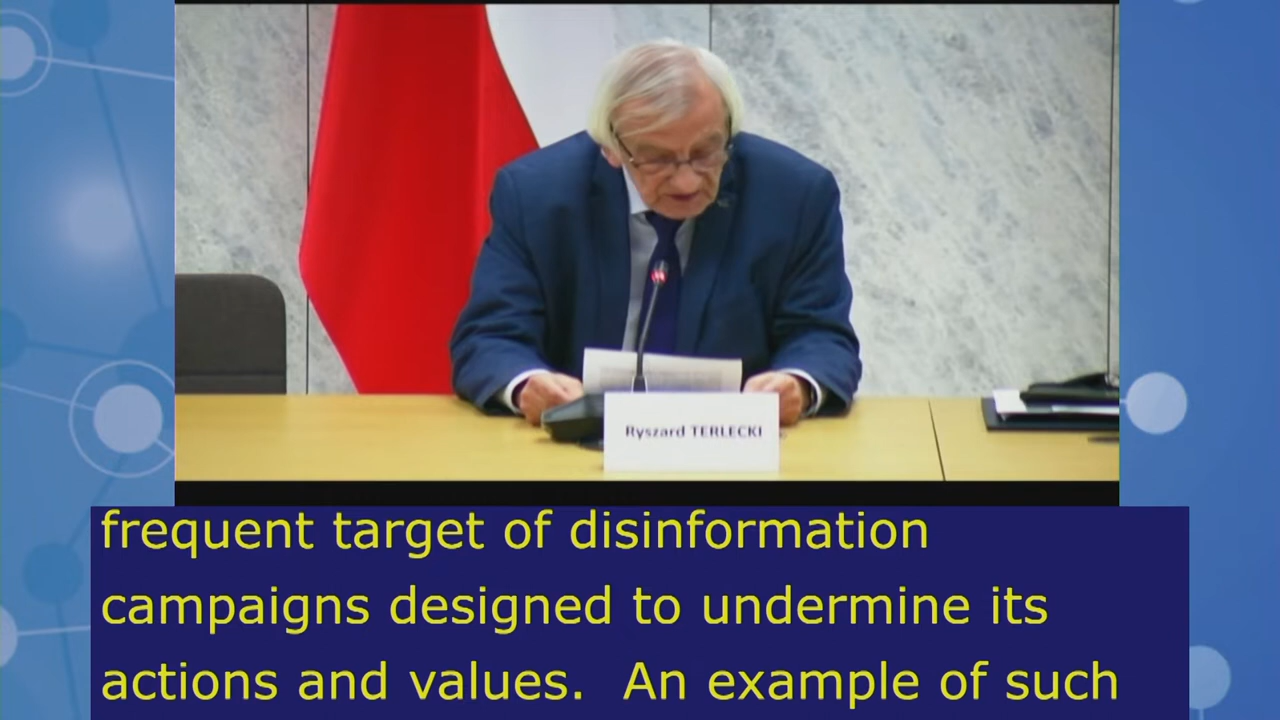 Ryszard TERLECKI
frequent target of disinformation
campaigns designed to undermine its
actions and values.  An example of such